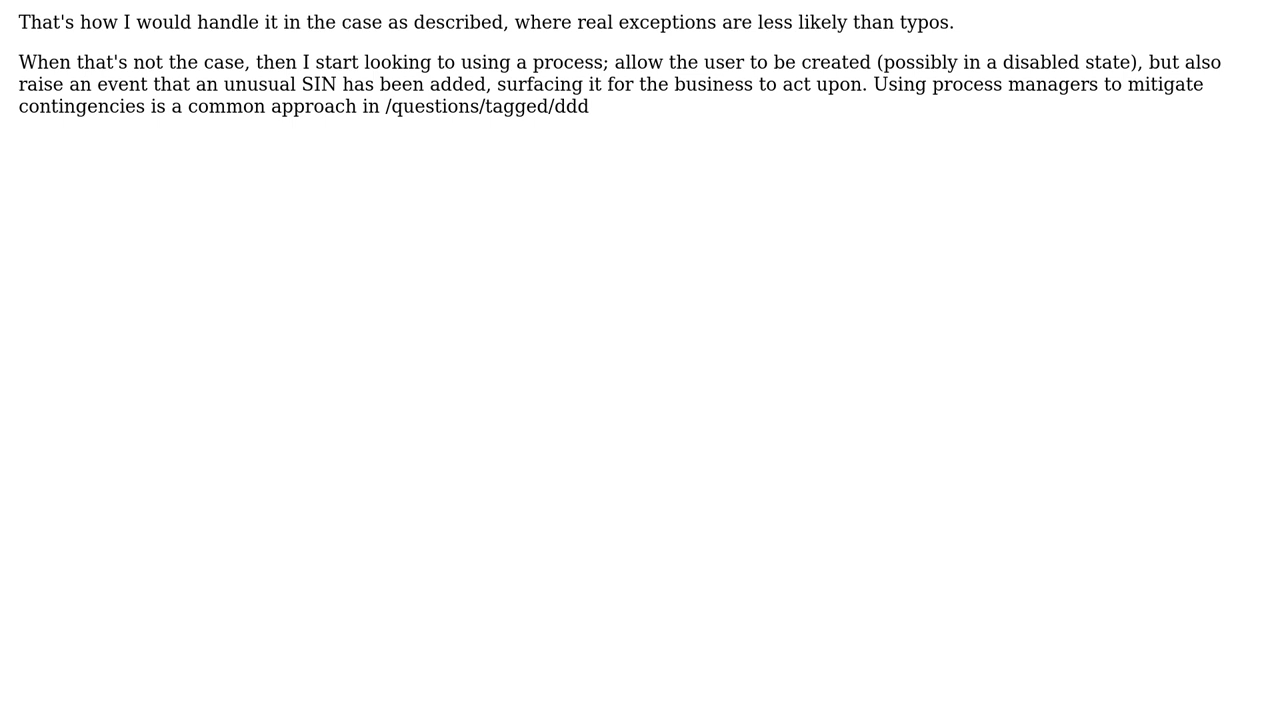 That's how I would handle it in the case as described, where real exceptions are less likely than typos.
When that's not the case, then I start looking to using a process; allow the user to be created (possibly in a disabled state), but also
raise an event that an unusual SIN has been added, surfacing it for the business to act upon. Using process managers to mitigate
contingencies is a common approach in /questions/tagged/ddd